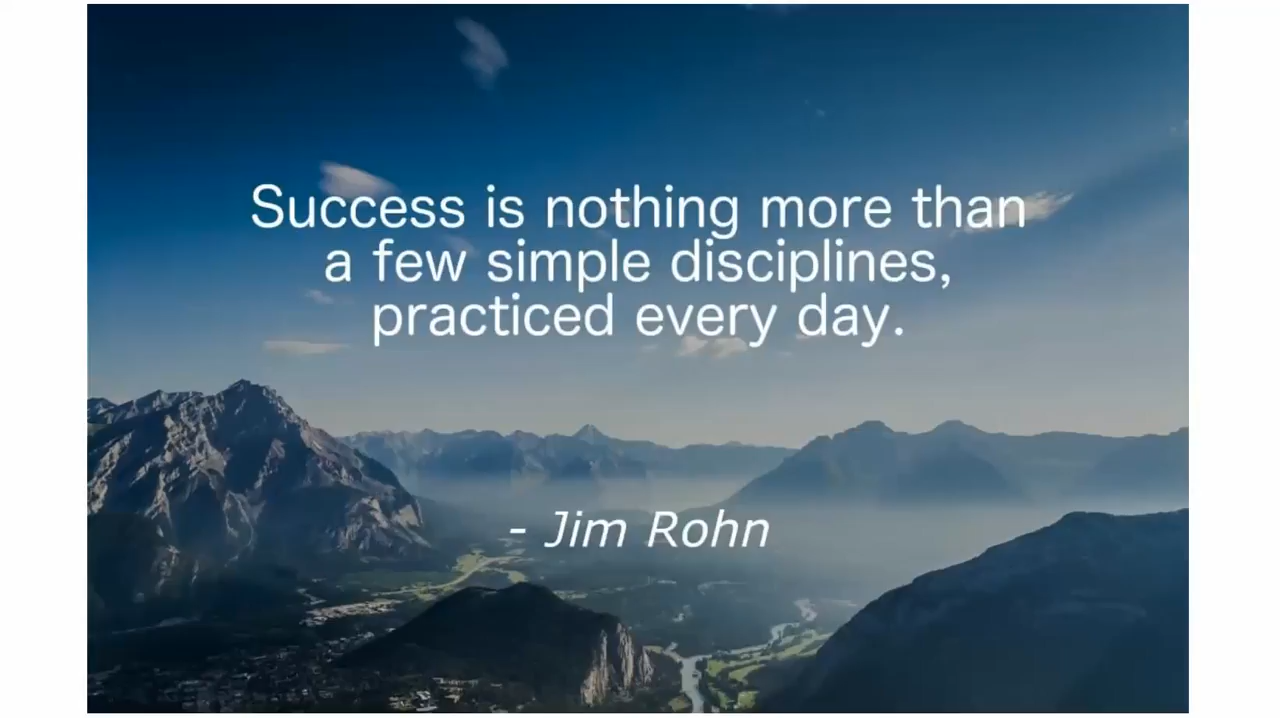 Success is nothing more than
a few simple disciplines,
practiced every day.
- Jim Rohn